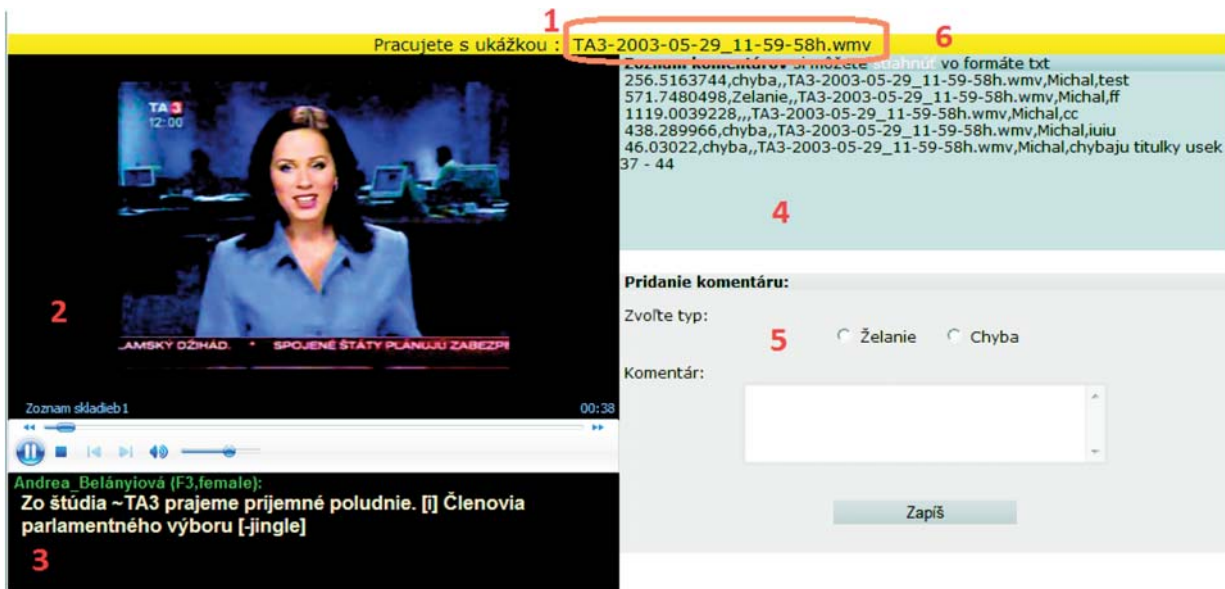 1
6
Pracujete s ukážkou : TA3-2003-05-29_11-59-58h.wmv
Zoznam komentárov si môžete stiahnuť vo formáte txt
256.5163744,chyba,,TA3-2003-05-29_11-59-58h.wmv,Michal,test
571.7480498,Zelanie,,TA3-2003-05-29_11-59-58h.wmv,Michal,ff
1119.0039228,,,TA3-2003-05-29_11-59-58h.wmv,Michal,cc
438.289966,chyba,,TA3-2003-05-29_11-59-58h.wmv,Michal,iuiu
46.03022,chyba,,TA3-2003-05-29_11-59-58h.wmv,Michal,chybaju titulky usek
37 - 44
4
TA3
12:00
2
AMSKÝ DŽIHÁD. * SPOJENÉ ŠTÁTY PLÁNUJÚ
Zoznam skladieb1 00:38
Andrea_Belányiová (F3,female):
Zo štúdia ~TA3 prajeme príjemné poludnie. [i] Členovia
parlamentného výboru [-jingle]
3
Pridanie komentáru:
Zvoľte typ:
5
Želanie Chyba
Komentár:
Zapíš